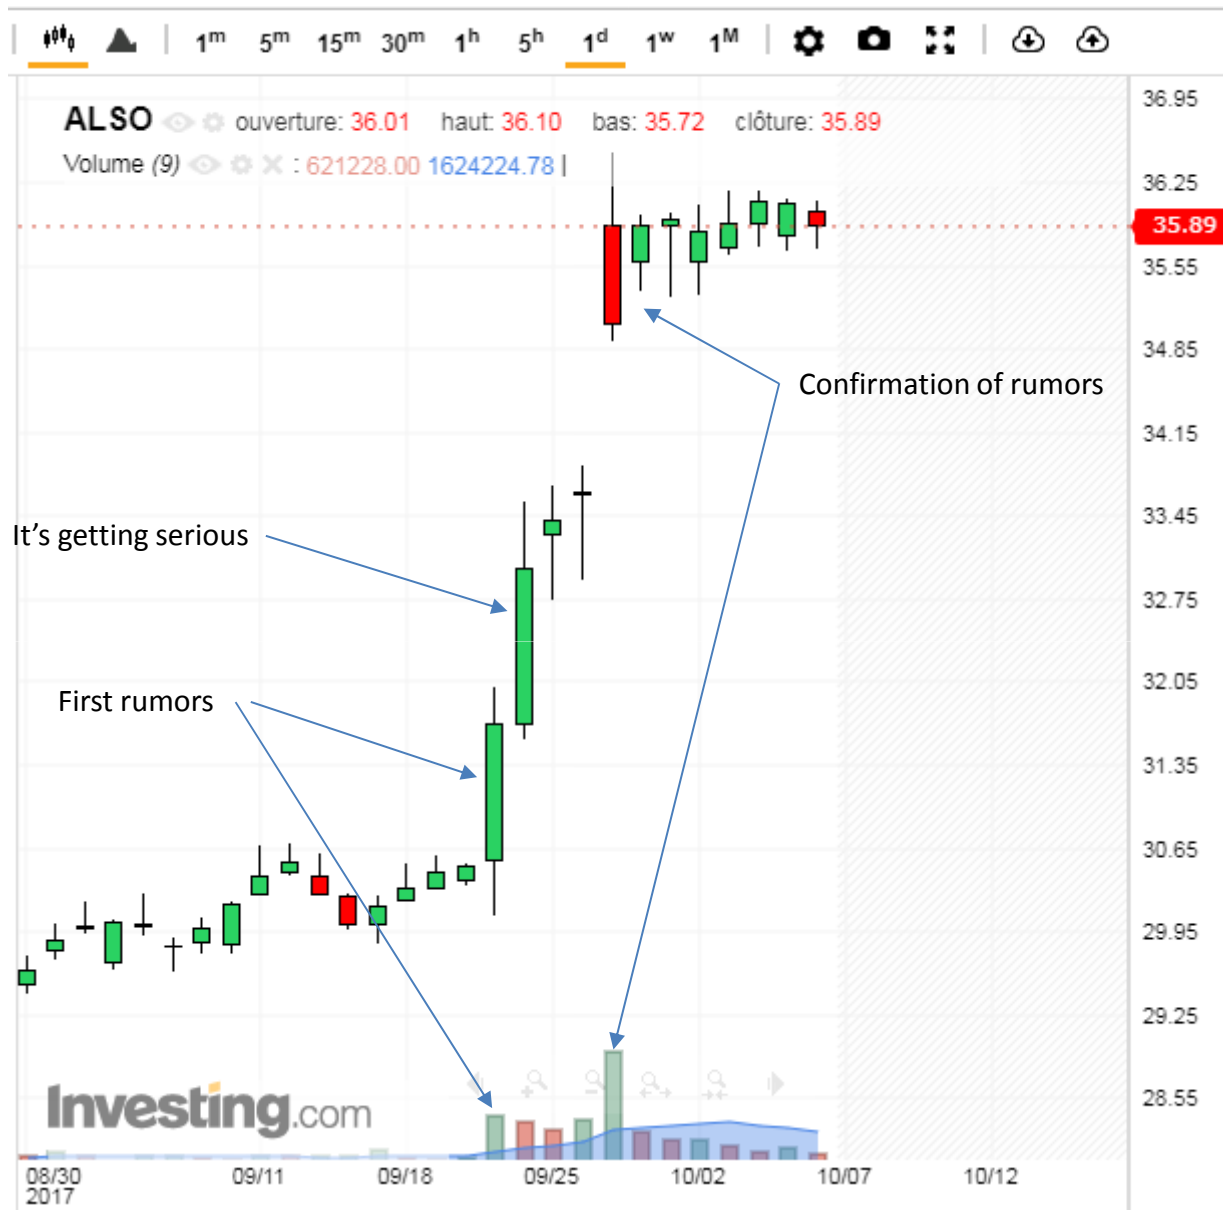 1m 5m 15m 30m 1h 5h 1d 1w 1M
ALSO ouverture: 36.01 haut: 36.10 bas: 35.72 clôture: 35.89
Volume (9) : 621228.00 1624224.78 |
36.95
36.25
35.89
35.55
34.85
Confirmation of rumors
34.15
33.45
It’s getting serious
32.75
32.05
First rumors
31.35
30.65
29.95
29.25
28.55
Investing.com
08/30 09/11 09/18 09/25 10/02 10/07 10/12
2017